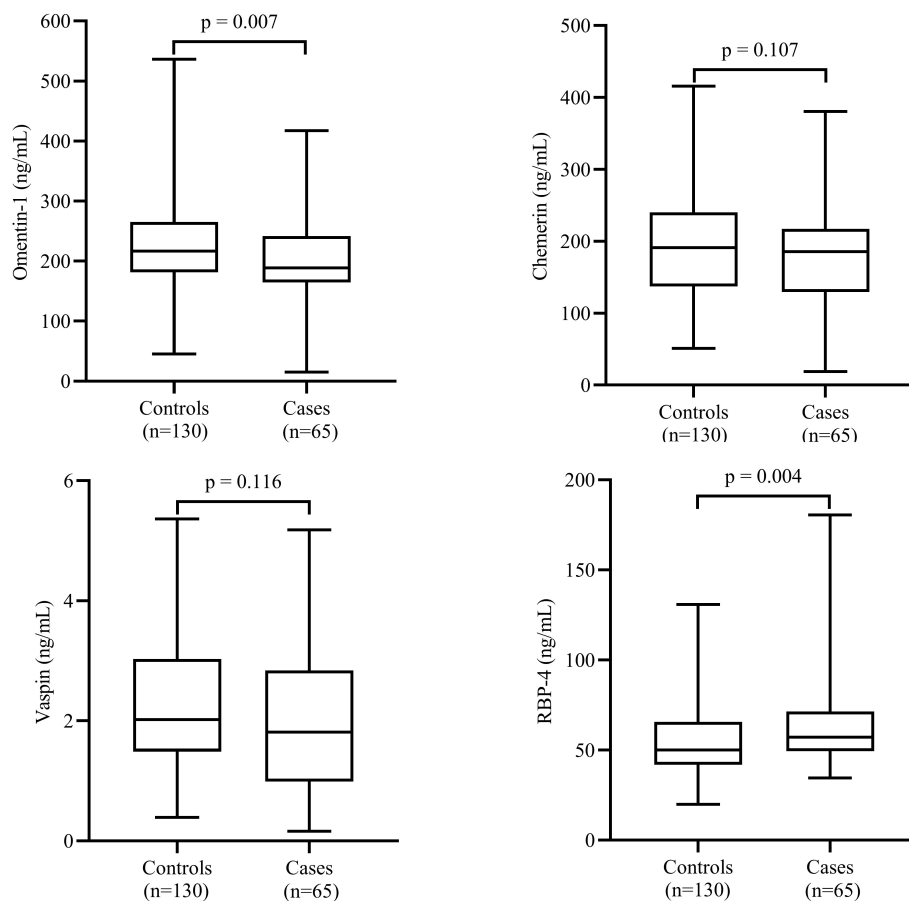 600
p = 0.007
500
400
300
200
100
0
Omentin-1 (ng/mL)
Controls
(n=130)
Cases
(n=65)
500
p = 0.107
400
300
200
100
0
Chemerin (ng/mL)
Controls
(n=130)
Cases
(n=65)
6
p = 0.116
4
2
0
Vaspin (ng/mL)
Controls
(n=130)
Cases
(n=65)
200
p = 0.004
150
100
50
0
RBP-4 (ng/mL)
Controls
(n=130)
Cases
(n=65)